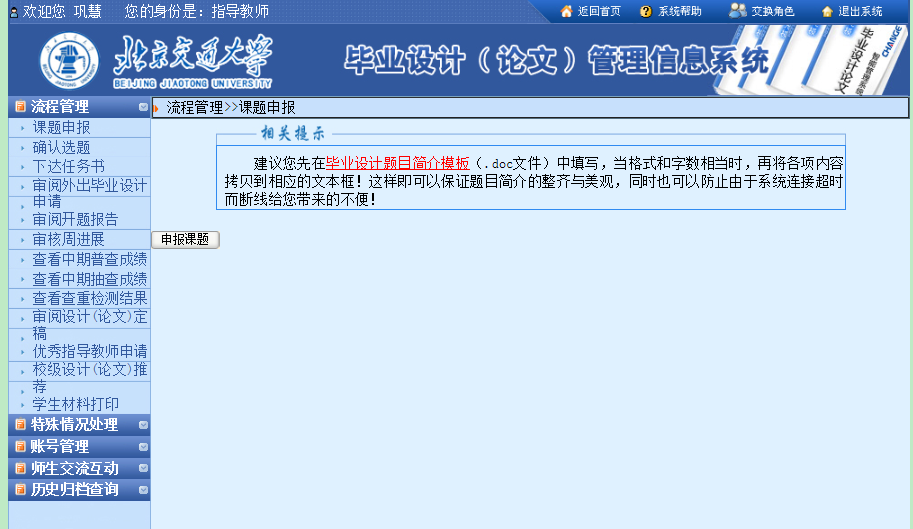 欢迎您 巩慧 您的身份是：指导教师
返回首页 系统帮助 交换角色 退出系统
北京交通大学
BEIJING JIAOTONG UNIVERSITY
毕业设计（论文）管理信息系统
毕业设计论文
智能管理系统
CHANGE
流程管理
课题申报
确认选题
下达任务书
审阅外出毕业设计
申请
审阅开题报告
审核周进展
查看中期普查成绩
查看中期抽查成绩
查看查重检测结果
审阅设计(论文)定
稿
优秀指导教师申请
校级设计(论文)推
荐
学生材料打印
特殊情况处理
账号管理
师生交流互动
历史归档查询
流程管理>>课题申报
相关提示
建议您先在毕业设计题目简介模板（.doc文件）中填写，当格式和字数相当时，再将各项内容
拷贝到相应的文本框！这样即可以保证题目简介的整齐与美观，同时也可以防止由于系统连接超时
而断线给您带来的不便！
申报课题